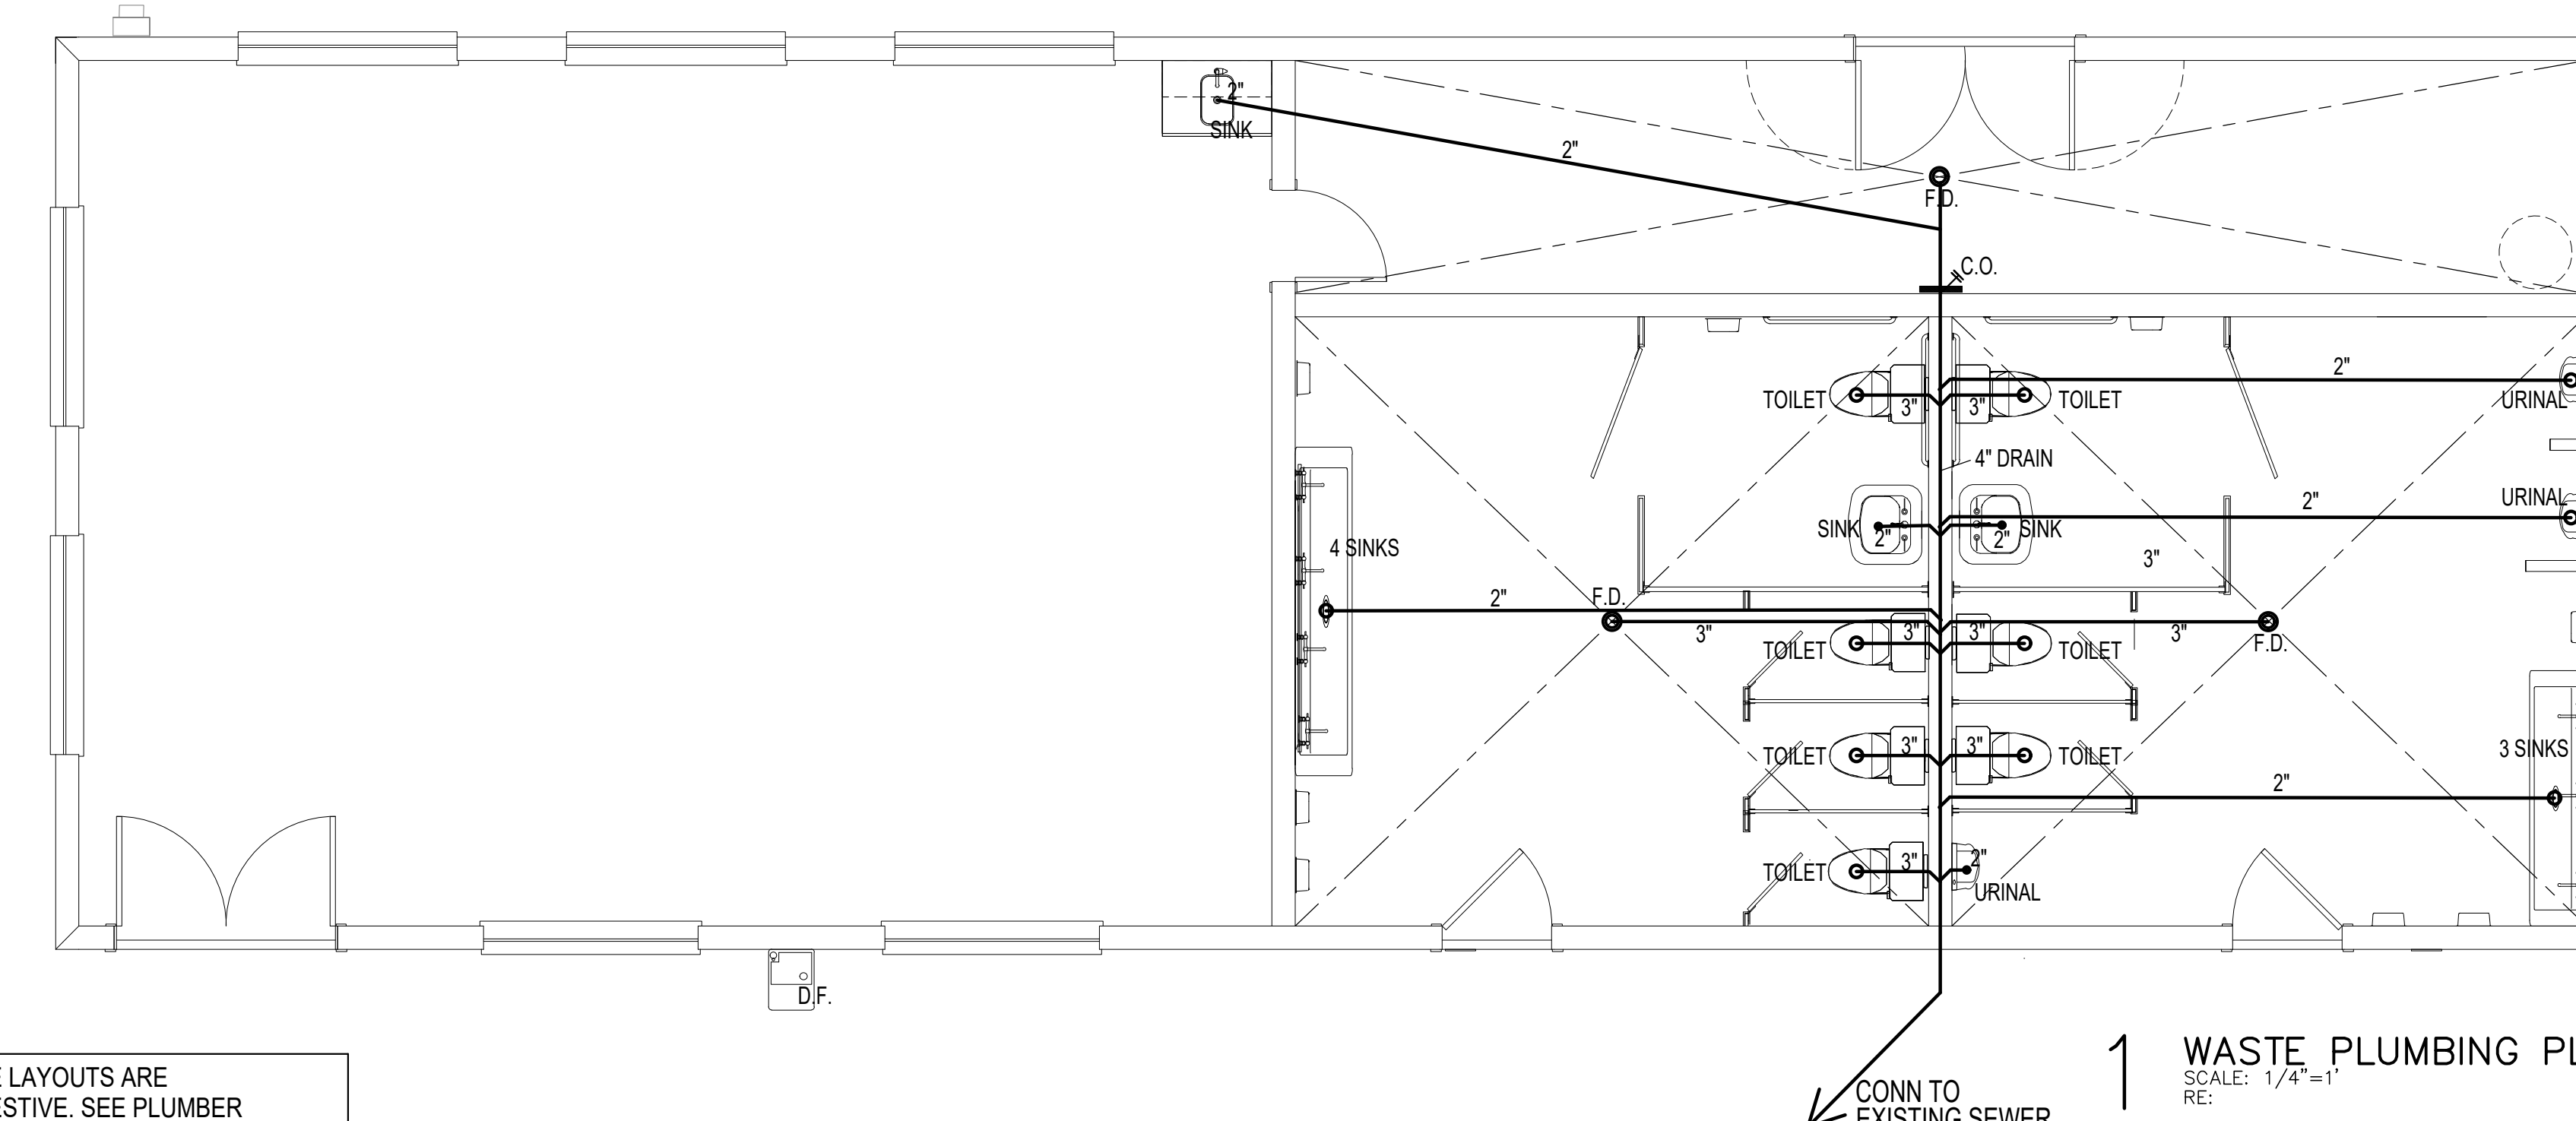 2"
SINK
2"
F.D.
C.O.
2"
TOILET
3"
3"
TOILET
URINAL
4" DRAIN
2"
URINAL
SINK
2"
2"
SINK
4 SINKS
3"
2"
F.D.
3"
3"
3"
3"
TOILET
TOILET
F.D.
TOILET
3"
3"
TOILET
3 SINKS
2"
TOILET
3"
2"
URINAL
D.F.
1
WASTE PLUMBING PL
SCALE: 1/4"=1'
RE:
LAYOUTS ARE
ESTIVE. SEE PLUMBER
CONN TO
EXISTING SEWER